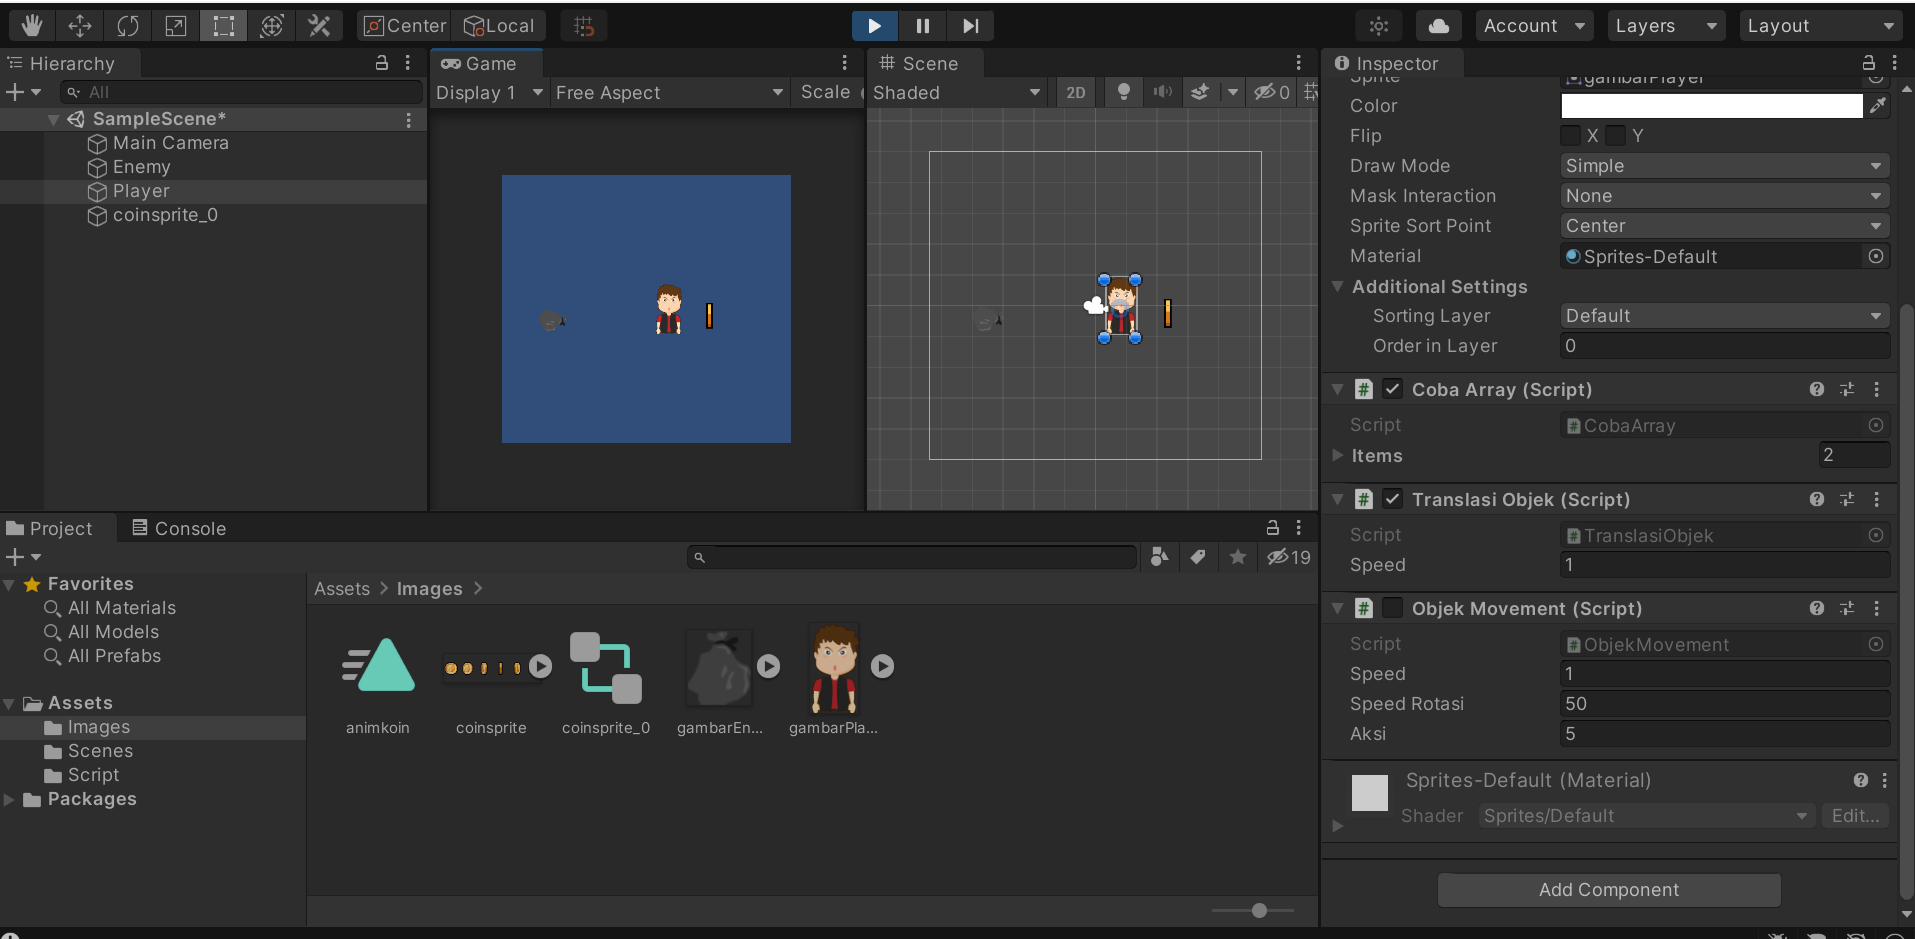 Center
Local
Account
Layers
Layout
Hierarchy
All
SampleScene*
Main Camera
Enemy
Player
coinsprite_0
Game
Display 1
Free Aspect
Scale
Scene
Shaded
2D
0
Inspector
Sprite
gambarPlayer
Color
Flip
X
Y
Draw Mode
Simple
Mask Interaction
None
Sprite Sort Point
Center
Material
Sprites-Default
Additional Settings
Sorting Layer
Default
Order in Layer
0
Coba Array (Script)
Script
CobaArray
Items
2
Translasi Objek (Script)
Script
TranslasiObjek
Speed
1
Objek Movement (Script)
Script
ObjekMovement
Speed
1
Speed Rotasi
50
Aksi
5
Sprites-Default (Material)
Shader
Sprites/Default
Edit...
Add Component
Project
Console
19
Favorites
All Materials
All Models
All Prefabs
Assets
Images
Scenes
Script
Packages
Assets > Images >
animkoin
coinsprite
coinsprite_0
gambarEn...
gambarPla...